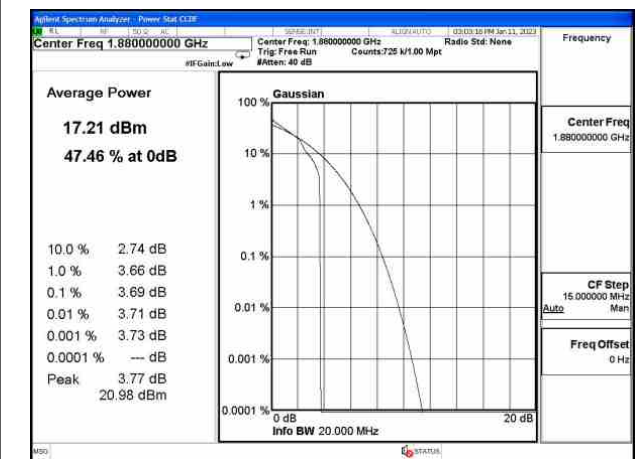 Agilent Spectrum Analyzer - Power Stat CCDF
RL RF 50 Ω AC SENSE:INT ALIGN AUTO 03:03:16 PM Jan 11, 2023
Center Freq 1.880000000 GHz
Center Freq: 1.880000000 GHz
Radio Std: None
Trig: Free Run
Counts:725 k/1.00 Mpt
#IFGain:Low
#Atten: 40 dB
Frequency
Average Power
17.21 dBm
47.46 % at 0dB
10.0 % 2.74 dB
1.0 % 3.66 dB
0.1 % 3.69 dB
0.01 % 3.71 dB
0.001 % 3.73 dB
0.0001 % --- dB
Peak 3.77 dB
20.98 dBm
Gaussian
100 %
10 %
1 %
0.1 %
0.01 %
0.001 %
0.0001 %
0 dB
20 dB
Info BW 20.000 MHz
Center Freq
1.880000000 GHz
CF Step
15.000000 MHz
Auto Man
Freq Offset
0 Hz
MSG
STATUS